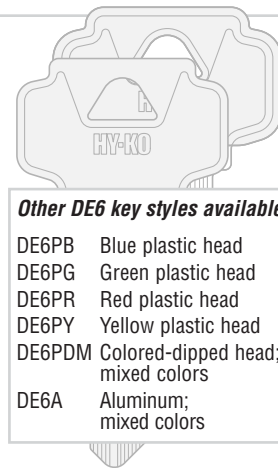 HY-KO
Other DE6 key styles available
DE6PB Blue plastic head
DE6PG Green plastic head
DE6PR Red plastic head
DE6PY Yellow plastic head
DE6PDM Colored-dipped head;
mixed colors
DE6A Aluminum;
mixed colors